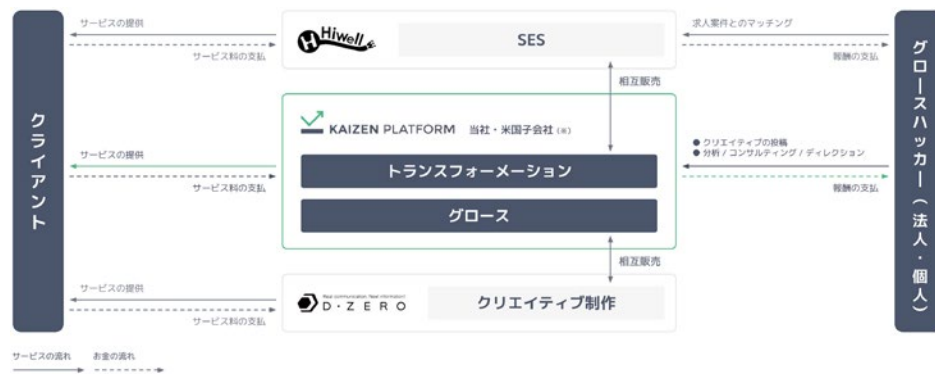 クライアント
サービスの提供
サービス料の支払
Hiwell
SES
求人案件とのマッチング
報酬の支払
相互販売
サービスの提供
サービス料の支払
KAIZEN PLATFORM 当社・米国子会社(※)
トランスフォーメーション
グロース
● クリエイティブの投稿
● 分析 / コンサルティング / ディレクション
報酬の支払
相互販売
サービスの提供
サービス料の支払
Real communication, Real information!
D・ZERO
クリエイティブ制作
グロースハッカー(法人・個人)
サービスの流れ お金の流れ